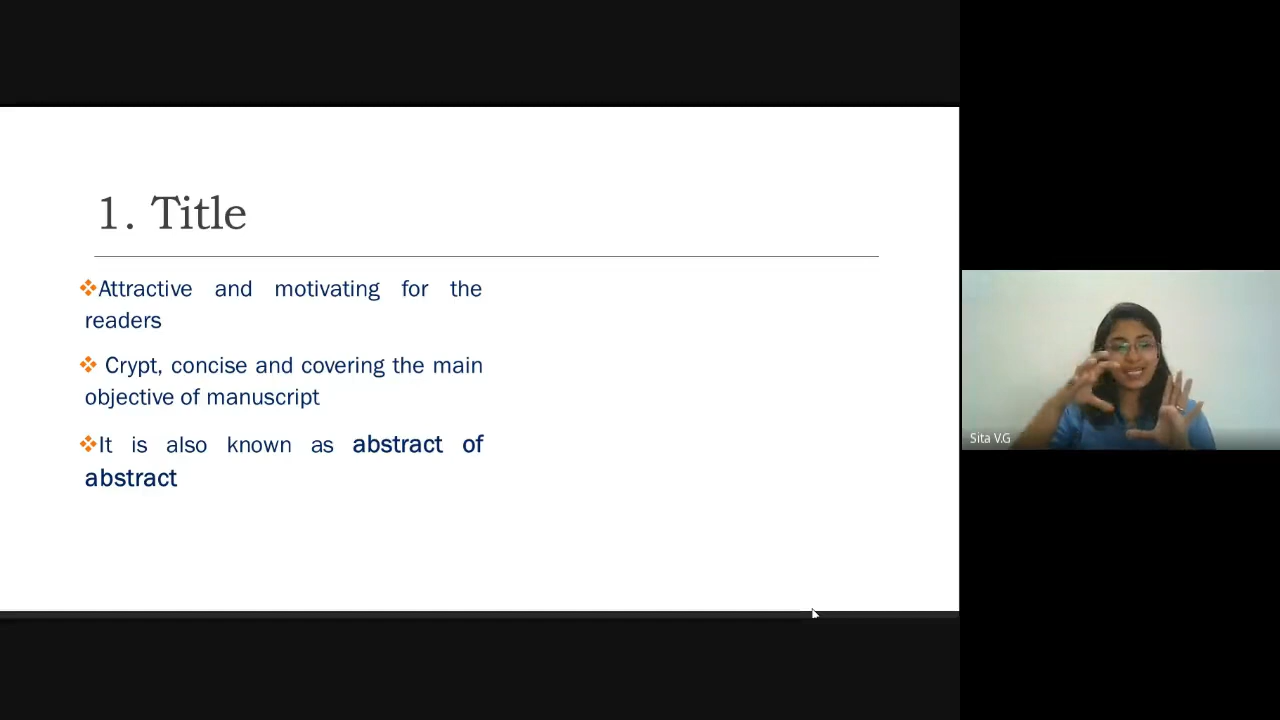 1. Title
Attractive and motivating for the
readers
Crypt, concise and covering the main
objective of manuscript
It is also known as abstract of
abstract
Sita V.G